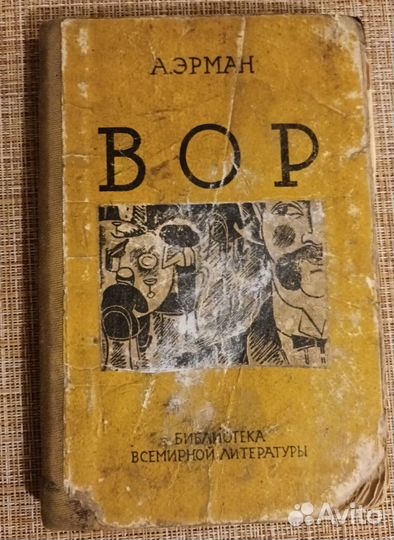 А.ЭРМАН
ВОР
БИБЛИОТЕКА
ВСЕМИРНОЙ ЛИТЕРАТУРЫ
Avito